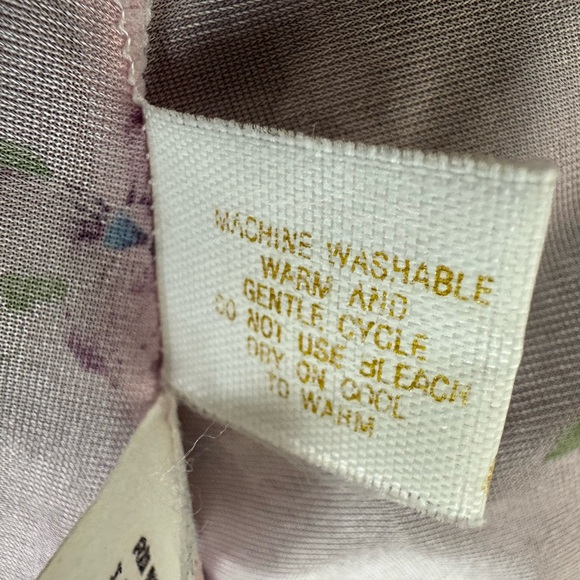 MACHINE WASHABLE
WARM AND
GENTLE CYCLE
DO NOT USE BLEACH
DRY ON COOL
TO WARM